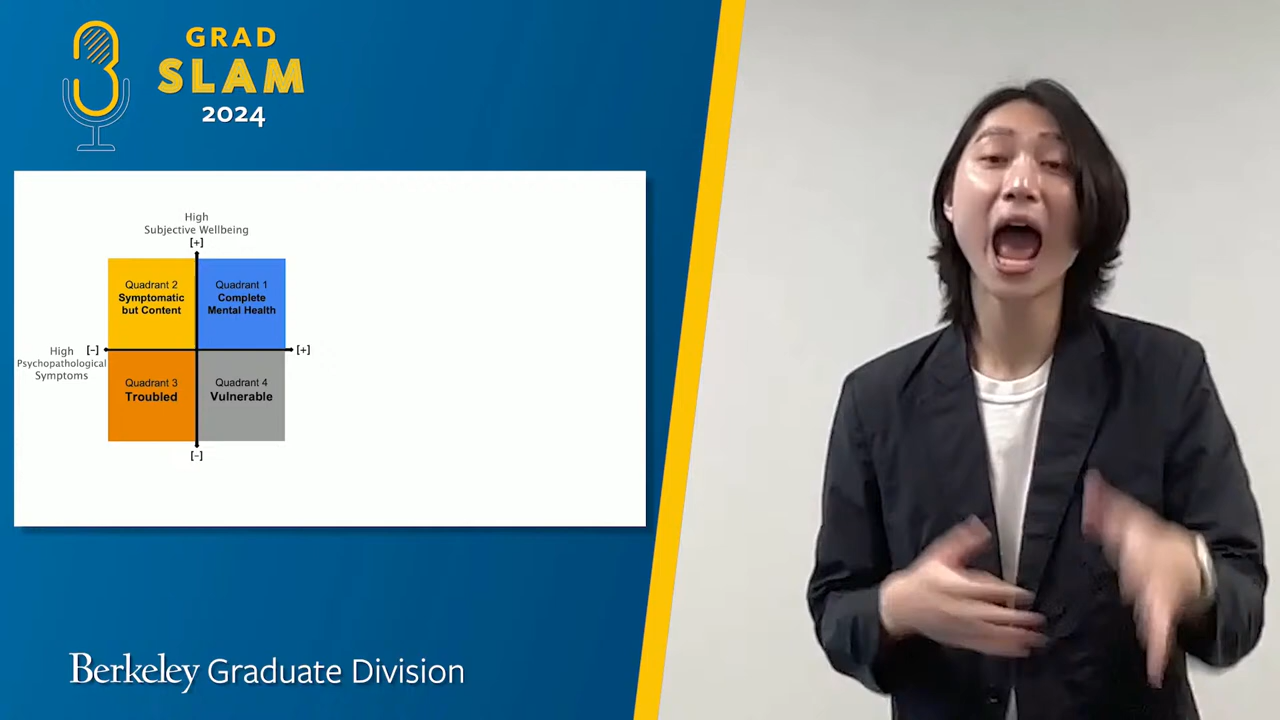 GRAD
SLAM
2024
High
Subjective Wellbeing
[+]
Quadrant 2
Symptomatic
but Content
Quadrant 1
Complete
Mental Health
High
Psychopathological
Symptoms
[-]
[+]
Quadrant 3
Troubled
Quadrant 4
Vulnerable
[-]
Berkeley Graduate Division